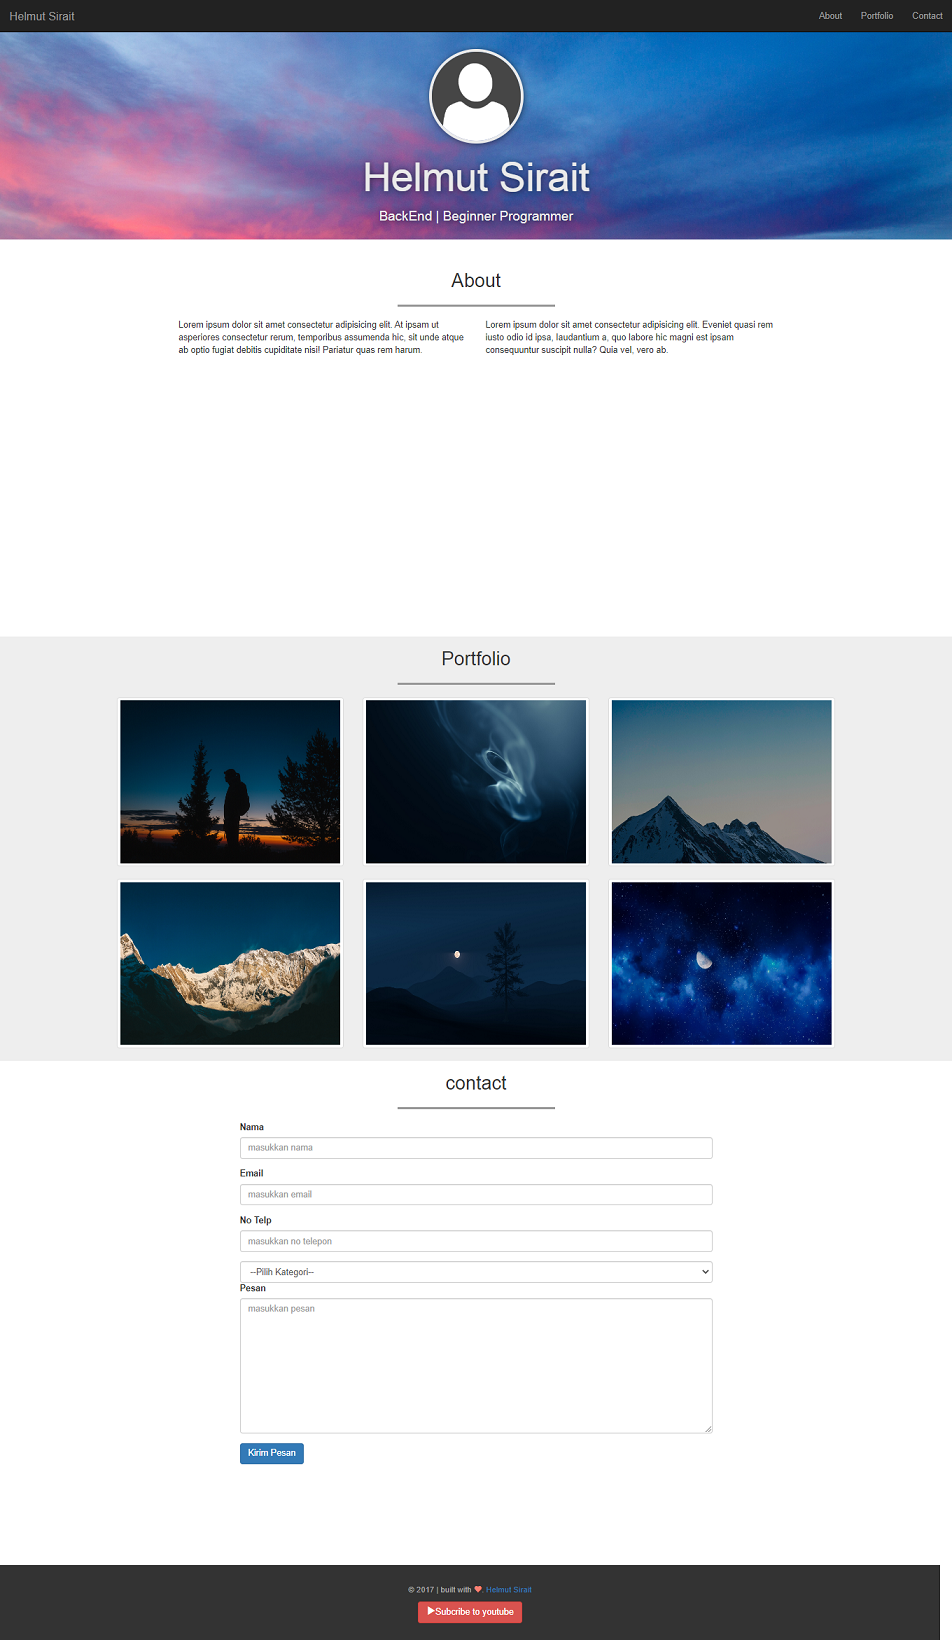 Helmut Sirait
About
Portfolio
Contact
Helmut Sirait
BackEnd | Beginner Programmer
About
Lorem ipsum dolor sit amet consectetur adipisicing elit. At ipsam ut
asperiores consectetur rerum, temporibus assumenda hic, sit unde atque
ab optio fugiat debitis cupiditate nisi! Pariatur quas rem harum.
Lorem ipsum dolor sit amet consectetur adipisicing elit. Eveniet quasi rem
iusto odio id ipsa, laudantium a, quo labore hic magni est ipsam
consequuntur suscipit nulla? Quia vel, vero ab.
Portfolio
contact
Nama
masukkan nama
Email
masukkan email
No Telp
masukkan no telepon
--Pilih Kategori--
Pesan
masukkan pesan
Kirim Pesan
© 2017 | built with ♥. Helmut Sirait
Subcribe to youtube